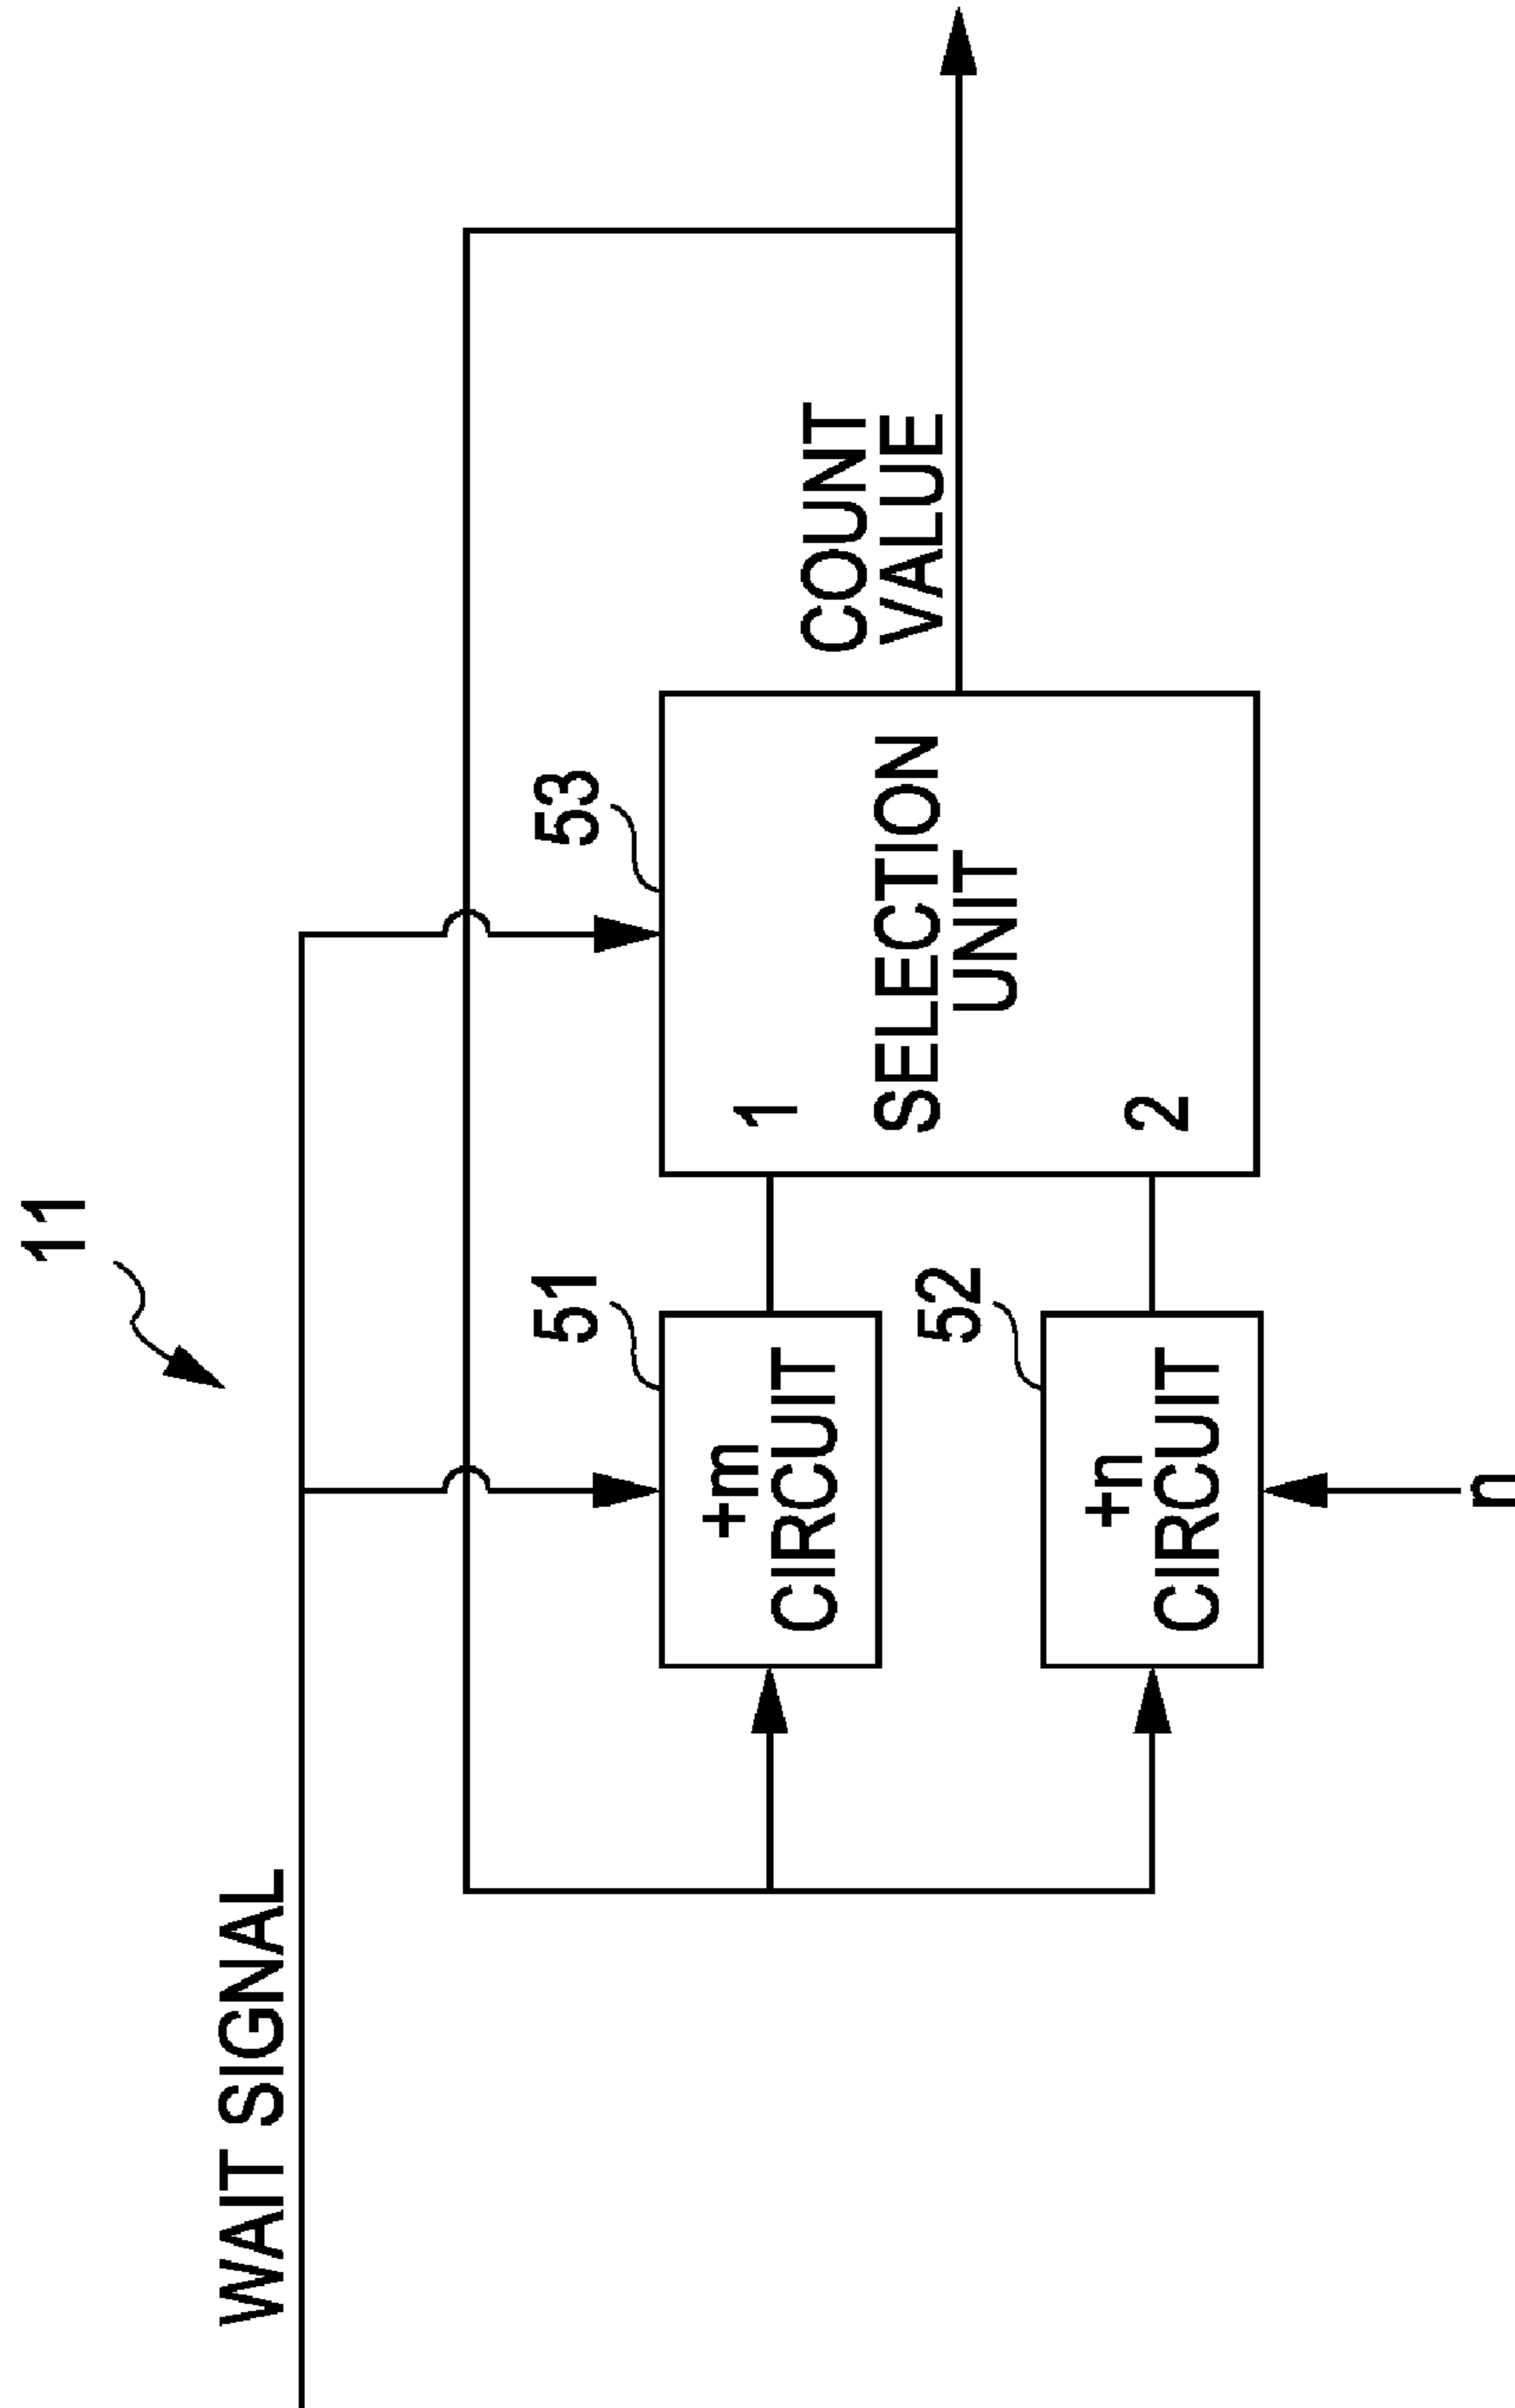 11
WAIT SIGNAL
51
+m
CIRCUIT
53
1
SELECTION
UNIT
2
COUNT
VALUE
52
+n
CIRCUIT
n